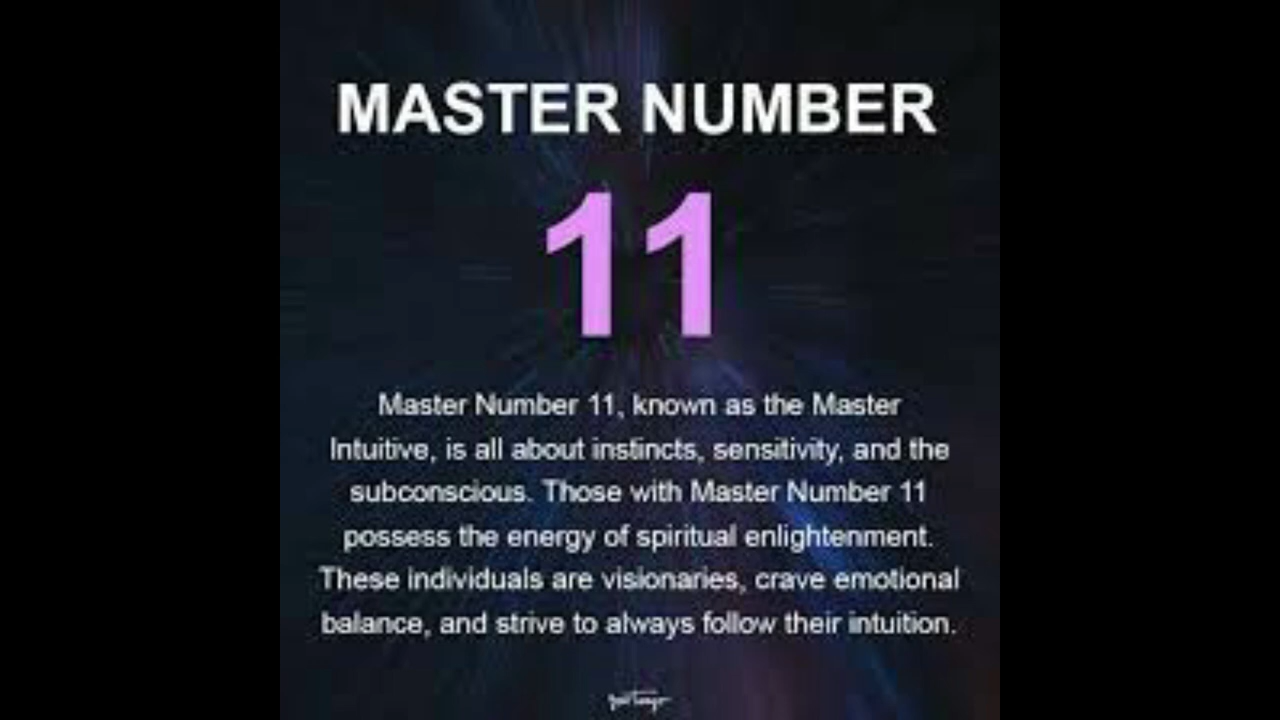 MASTER NUMBER
11
Master Number 11, known as the Master
Intuitive, is all about instincts, sensitivity, and the
subconscious. Those with Master Number 11
possess the energy of spiritual enlightenment.
These individuals are visionaries, crave emotional
balance, and strive to always follow their intuition.